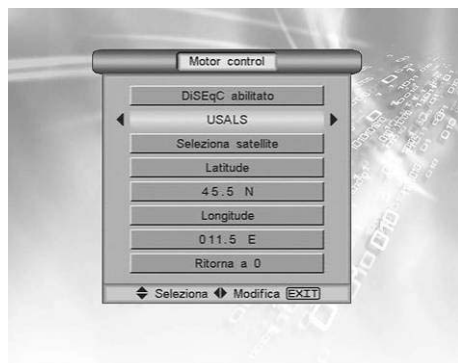 Motor control
DiSEqC abilitato
USALS
Seleziona satellite
Latitude
45.5 N
Longitude
011.5 E
Ritorna a 0
Seleziona Modifica EXIT